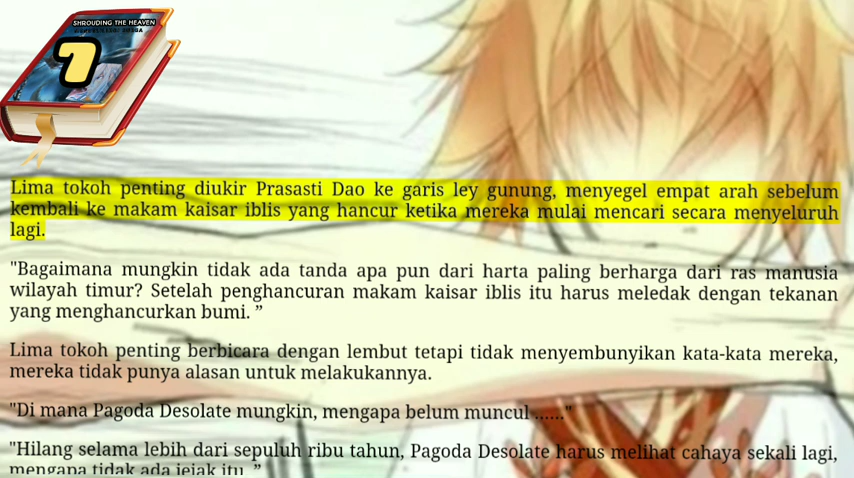 SHROUDING THE HEAVEN
7
Lima tokoh penting diukir Prasasti Dao ke garis ley gunung, menyegel empat arah sebelum
kembali ke makam kaisar iblis yang hancur ketika mereka mulai mencari secara menyeluruh
lagi.
"Bagaimana mungkin tidak ada tanda apa pun dari harta paling berharga dari ras manusia
wilayah timur? Setelah penghancuran makam kaisar iblis itu harus meledak dengan tekanan
yang menghancurkan bumi. ”
Lima tokoh penting berbicara dengan lembut tetapi tidak menyembunyikan kata-kata mereka,
mereka tidak punya alasan untuk melakukannya.
"Di mana Pagoda Desolate mungkin, mengapa belum muncul ......"
"Hilang selama lebih dari sepuluh ribu tahun, Pagoda Desolate harus melihat cahaya sekali lagi,
mengapa tidak ada jejak itu. ”